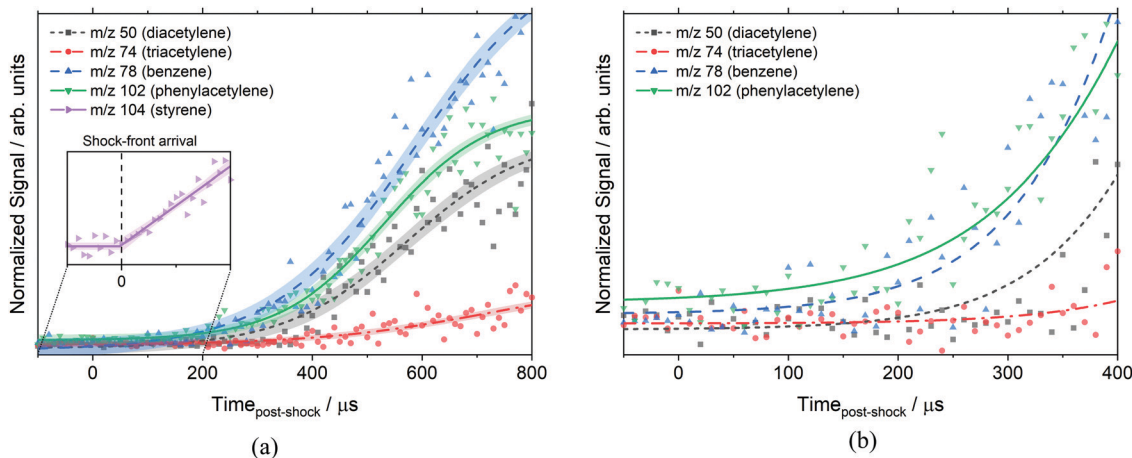 m/z 50 (diacetylene)
m/z 74 (triacetylene)
m/z 78 (benzene)
m/z 102 (phenylacetylene)
m/z 104 (styrene)
Shock-front arrival
0
Normalized Signal / arb. units
0 200 400 600 800
Time post-shock / µs
(a)
m/z 50 (diacetylene)
m/z 74 (triacetylene)
m/z 78 (benzene)
m/z 102 (phenylacetylene)
Normalized Signal / arb. units
0 100 200 300 400
Time post-shock / µs
(b)